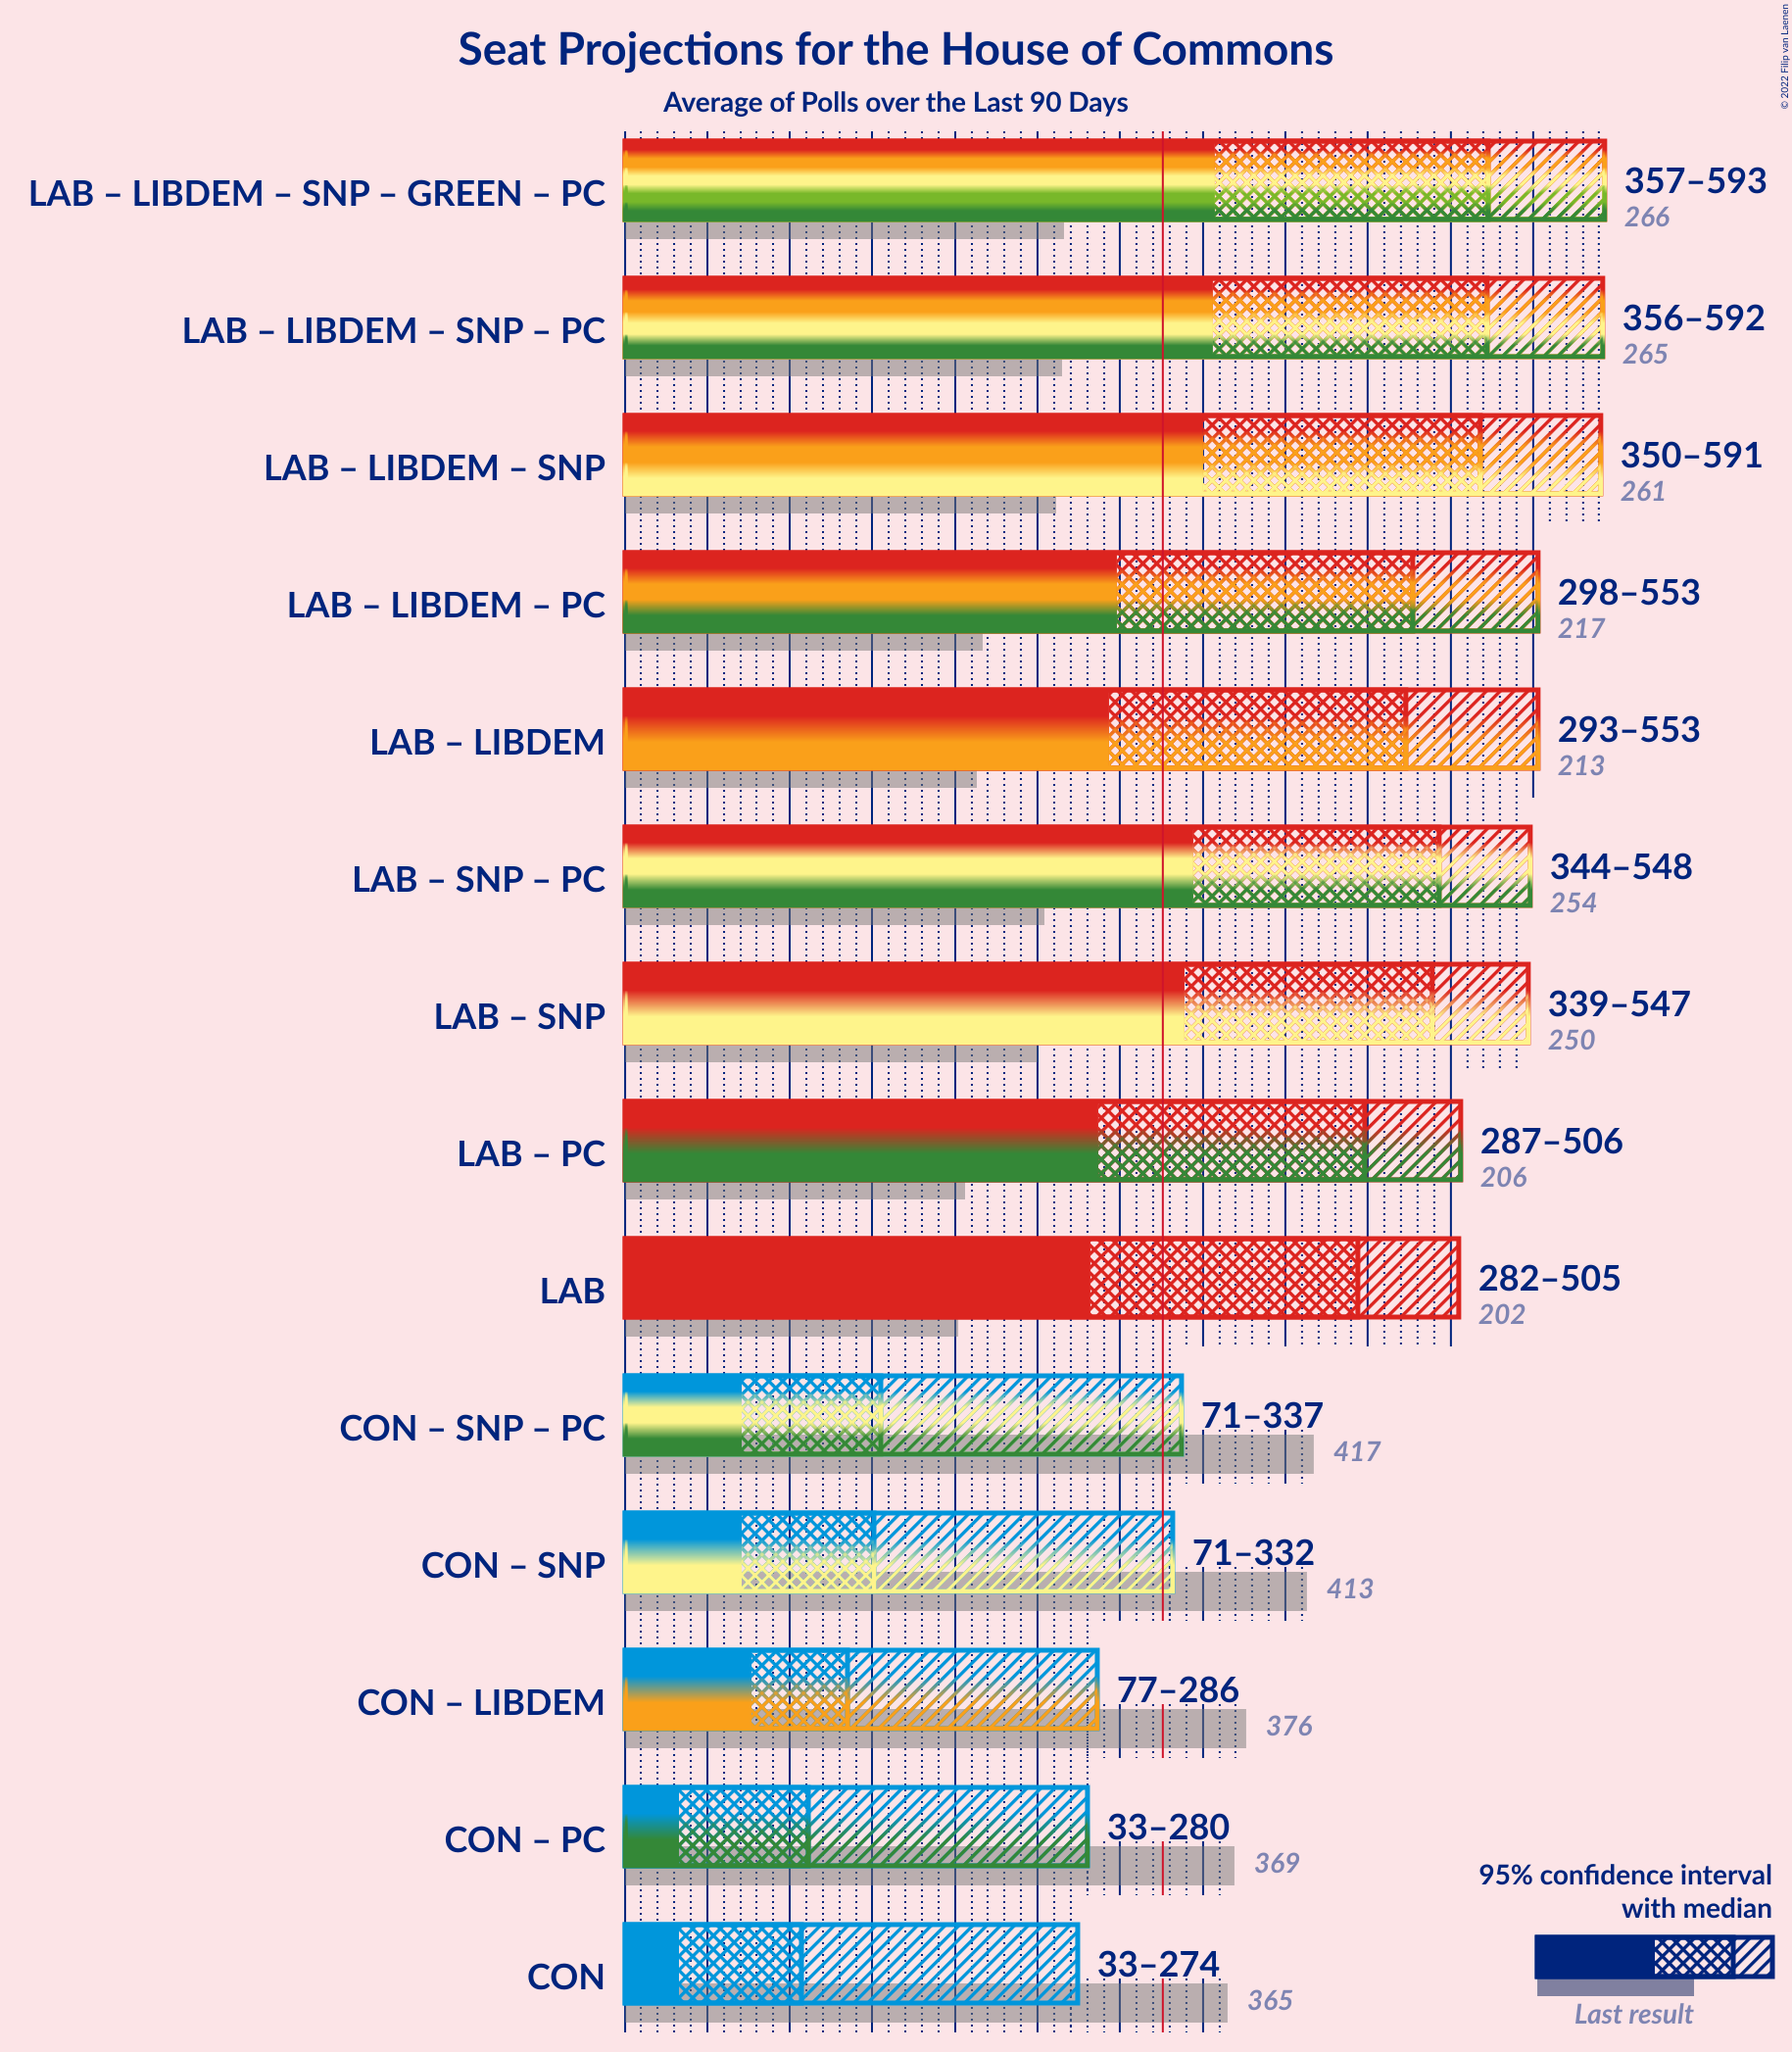 Seat Projections for the House of Commons
Average of Polls over the Last 90 Days
© 2022 Filip van Laenen
LAB – LIBDEM – SNP – GREEN – PC
357–593
266
LAB – LIBDEM – SNP – PC
356–592
265
LAB – LIBDEM – SNP
350–591
261
LAB – LIBDEM – PC
298–553
217
LAB – LIBDEM
293–553
213
LAB – SNP – PC
344–548
254
LAB – SNP
339–547
250
LAB – PC
287–506
206
LAB
282–505
202
CON – SNP – PC
71–337
417
CON – SNP
71–332
413
CON – LIBDEM
77–286
376
CON – PC
33–280
369
CON
33–274
365
95% confidence interval
with median
Last result